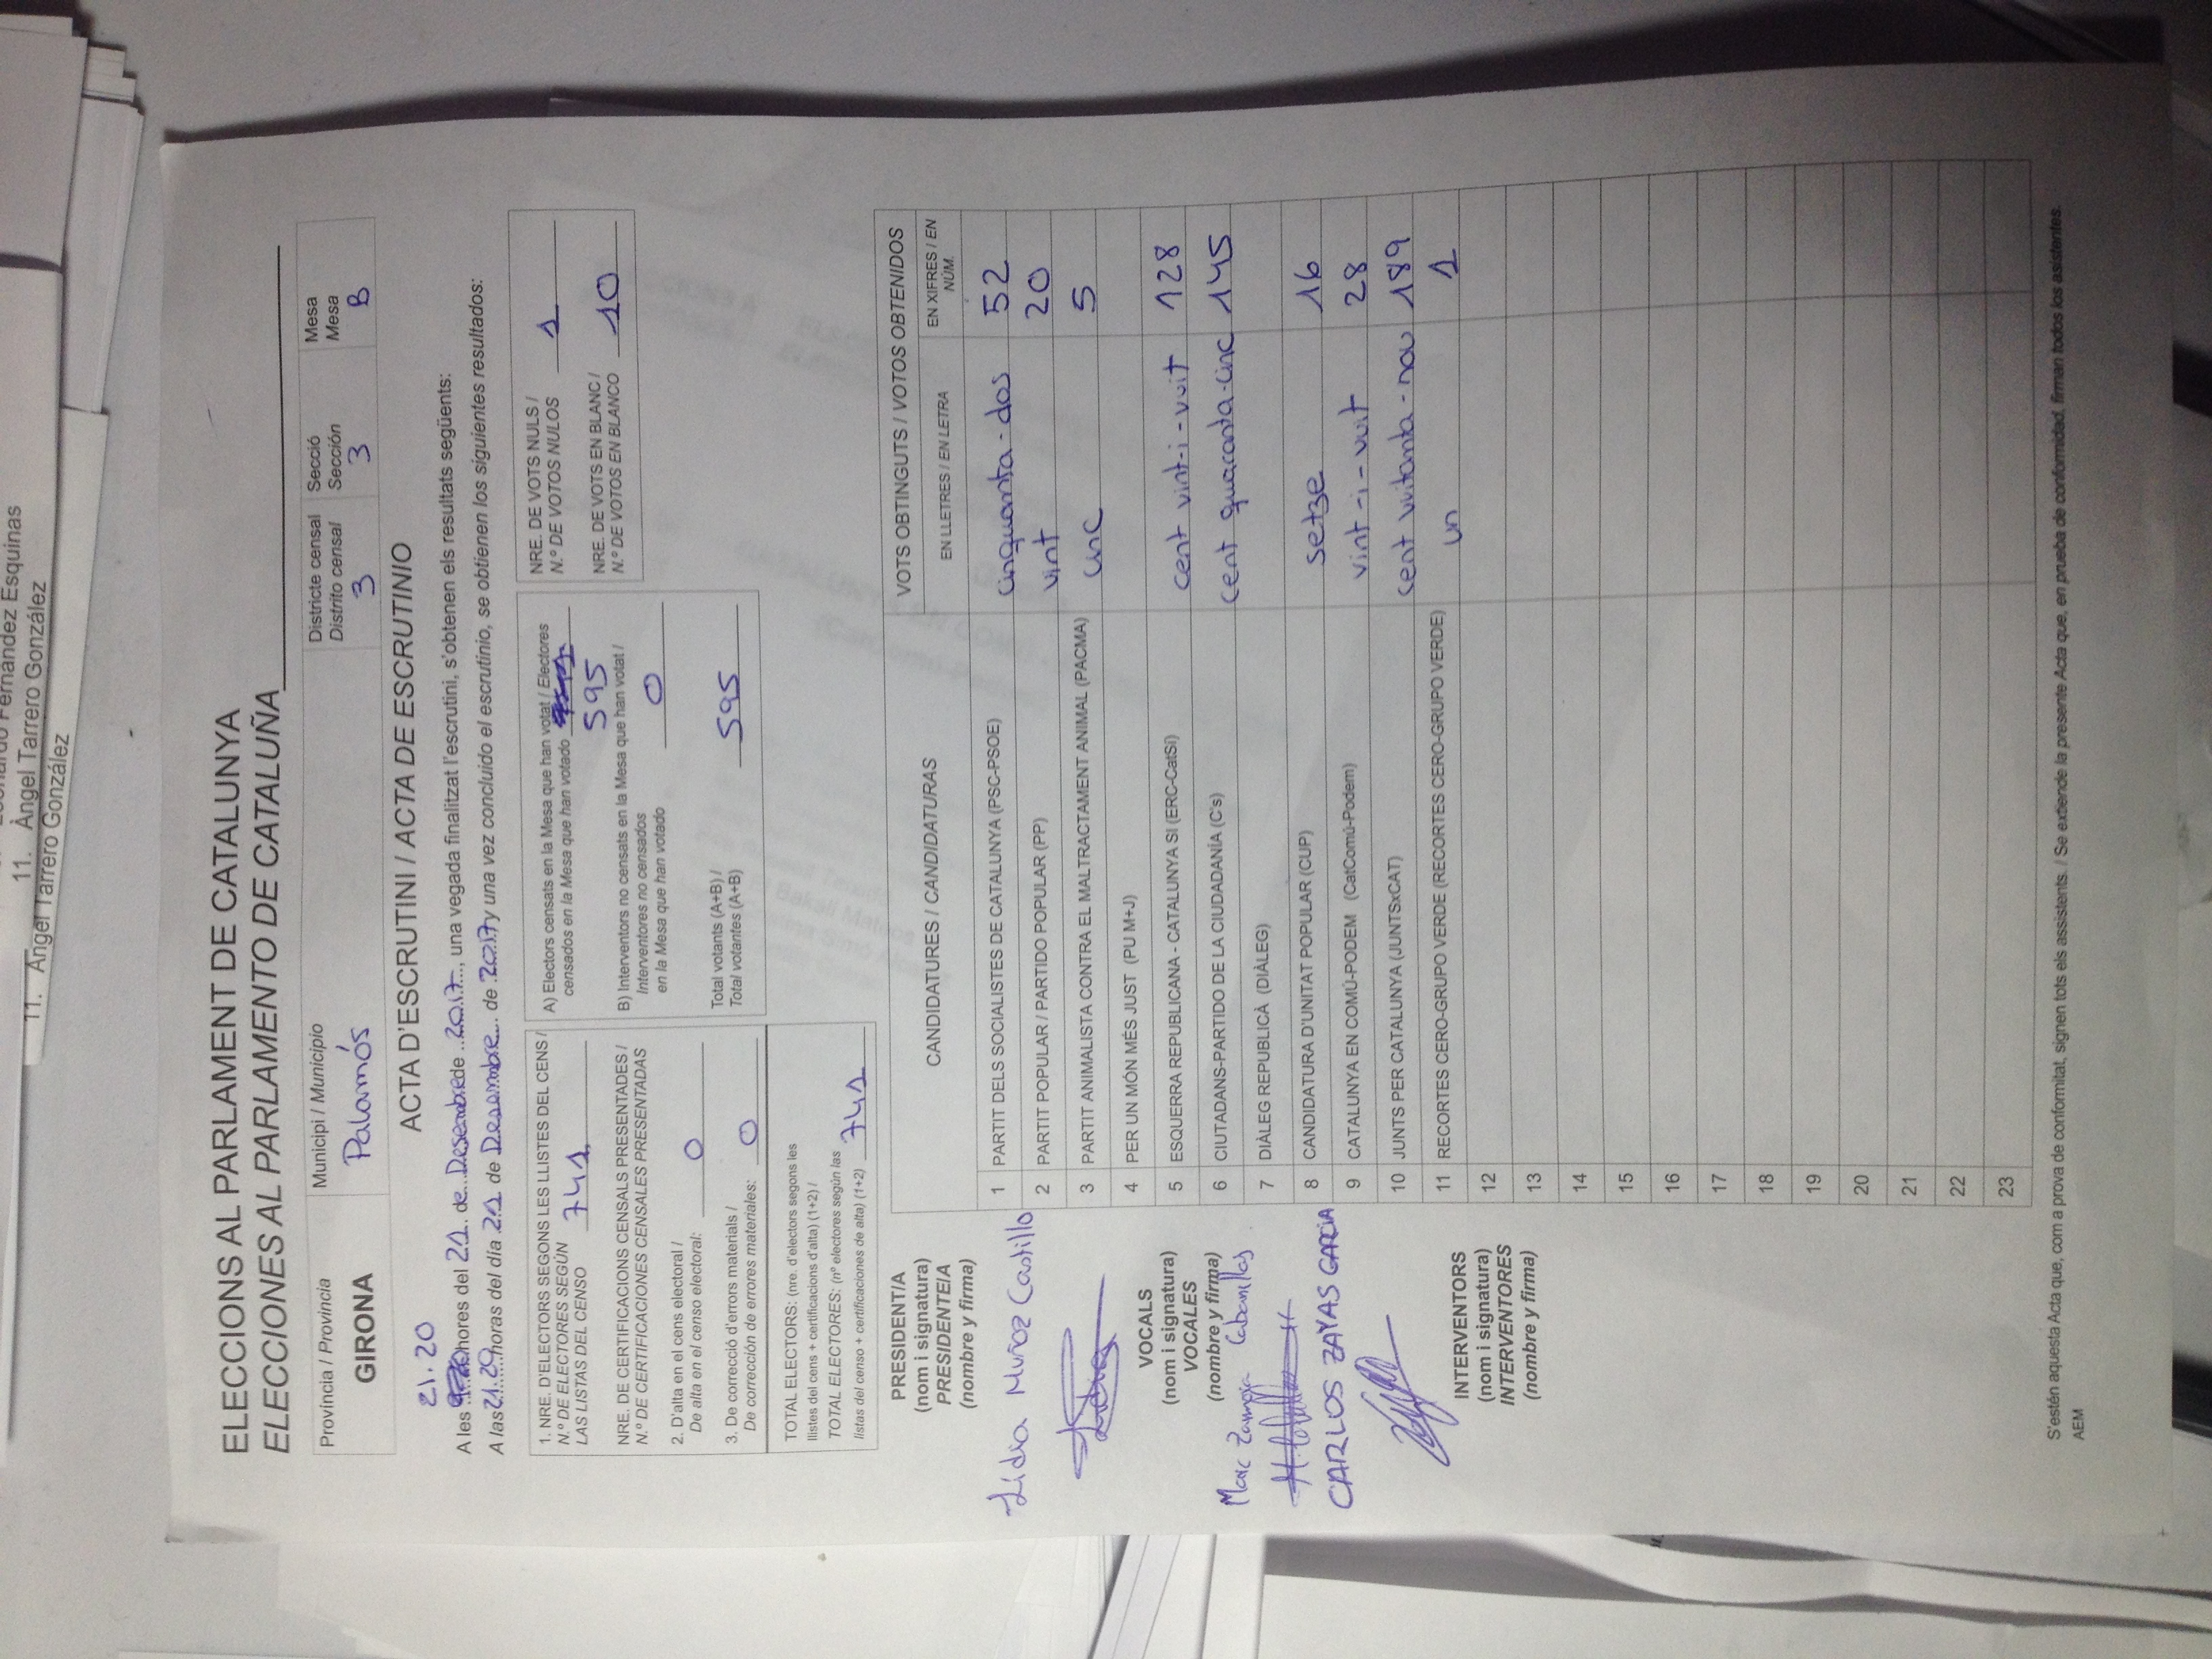 Fernández Esquinas
11. Àngel Tarrero González
11. Ángel Tarrero González
ELECCIONS AL PARLAMENT DE CATALUNYA
ELECCIONES AL PARLAMENTO DE CATALUÑA
Província / Provincia
GIRONA
Municipi / Municipio
Palamós
Districte censal
Distrito censal
3
Secció
Sección
3
Mesa
Mesa
B
ACTA D'ESCRUTINI / ACTA DE ESCRUTINIO
21.20
A les hores del 21 de Desembre de 2017, una vegada finalitzat l'escrutini, s'obtenen els resultats següents:
A las 21.20 horas del día 21 de Desembre de 2017 y una vez concluido el escrutinio, se obtienen los siguientes resultados:
1. NRE. D'ELECTORS SEGONS LES LLISTES DEL CENS /
N.º DE ELECTORES SEGÚN
LAS LISTAS DEL CENSO 741
NRE. DE CERTIFICACIONS CENSALS PRESENTADES /
N.º DE CERTIFICACIONES CENSALES PRESENTADAS
2. D'alta en el cens electoral /
De alta en el censo electoral: 0
3. De correcció d'errors materials /
De corrección de errores materiales: 0
TOTAL ELECTORS: (nre. d'electors segons les
llistes del cens + certificacions d'alta) (1+2) /
TOTAL ELECTORES: (nº electores según las
listas del censo + certificaciones de alta) (1+2) 741
A) Electors censats en la Mesa que han votat / Electores
censados en la Mesa que han votado
595
B) Interventors no censats en la Mesa que han votat /
Interventores no censados
en la Mesa que han votado 0
Total votants (A+B) /
Total votantes (A+B) 595
NRE. DE VOTS NULS /
N.º DE VOTOS NULOS 1
NRE. DE VOTS EN BLANC /
N.º DE VOTOS EN BLANCO 10
PRESIDENT/A
(nom i signatura)
PRESIDENTE/A
(nombre y firma)
Lidia Muñoz Castillo
VOCALS
(nom i signatura)
VOCALES
(nombre y firma)
Marc Zamora Cabanillas
CARLOS ZAYAS GARCIA
INTERVENTORS
(nom i signatura)
INTERVENTORES
(nombre y firma)
CANDIDATURES / CANDIDATURAS
VOTS OBTINGUTS / VOTOS OBTENIDOS
EN LLETRES / EN LETRA
EN XIFRES / EN NÚM.
1 PARTIT DELS SOCIALISTES DE CATALUNYA (PSC-PSOE) cinquanta-dos 52
2 PARTIT POPULAR / PARTIDO POPULAR (PP) vint 20
3 PARTIT ANIMALISTA CONTRA EL MALTRACTAMENT ANIMAL (PACMA) cinc 5
4 PER UN MÓN MÉS JUST (PU M+J)
5 ESQUERRA REPUBLICANA - CATALUNYA SI (ERC-CatSí) cent vint-i-vuit 128
6 CIUTADANS-PARTIDO DE LA CIUDADANÍA (C's) cent quaranta-cinc 145
7 DIÀLEG REPUBLICÀ (DIÀLEG)
8 CANDIDATURA D'UNITAT POPULAR (CUP) setze 16
9 CATALUNYA EN COMÚ-PODEM (CatComú-Podem) vint-i-vuit 28
10 JUNTS PER CATALUNYA (JUNTSxCAT) cent vuitanta-nou 189
11 RECORTES CERO-GRUPO VERDE (RECORTES CERO-GRUPO VERDE) un 1
12
13
14
15
16
17
18
19
20
21
22
23
S'estén aquesta Acta que, com a prova de conformitat, signen tots els assistents. / Se extiende la presente Acta que, en prueba de conformidad, firman todos los asistentes.
AEM